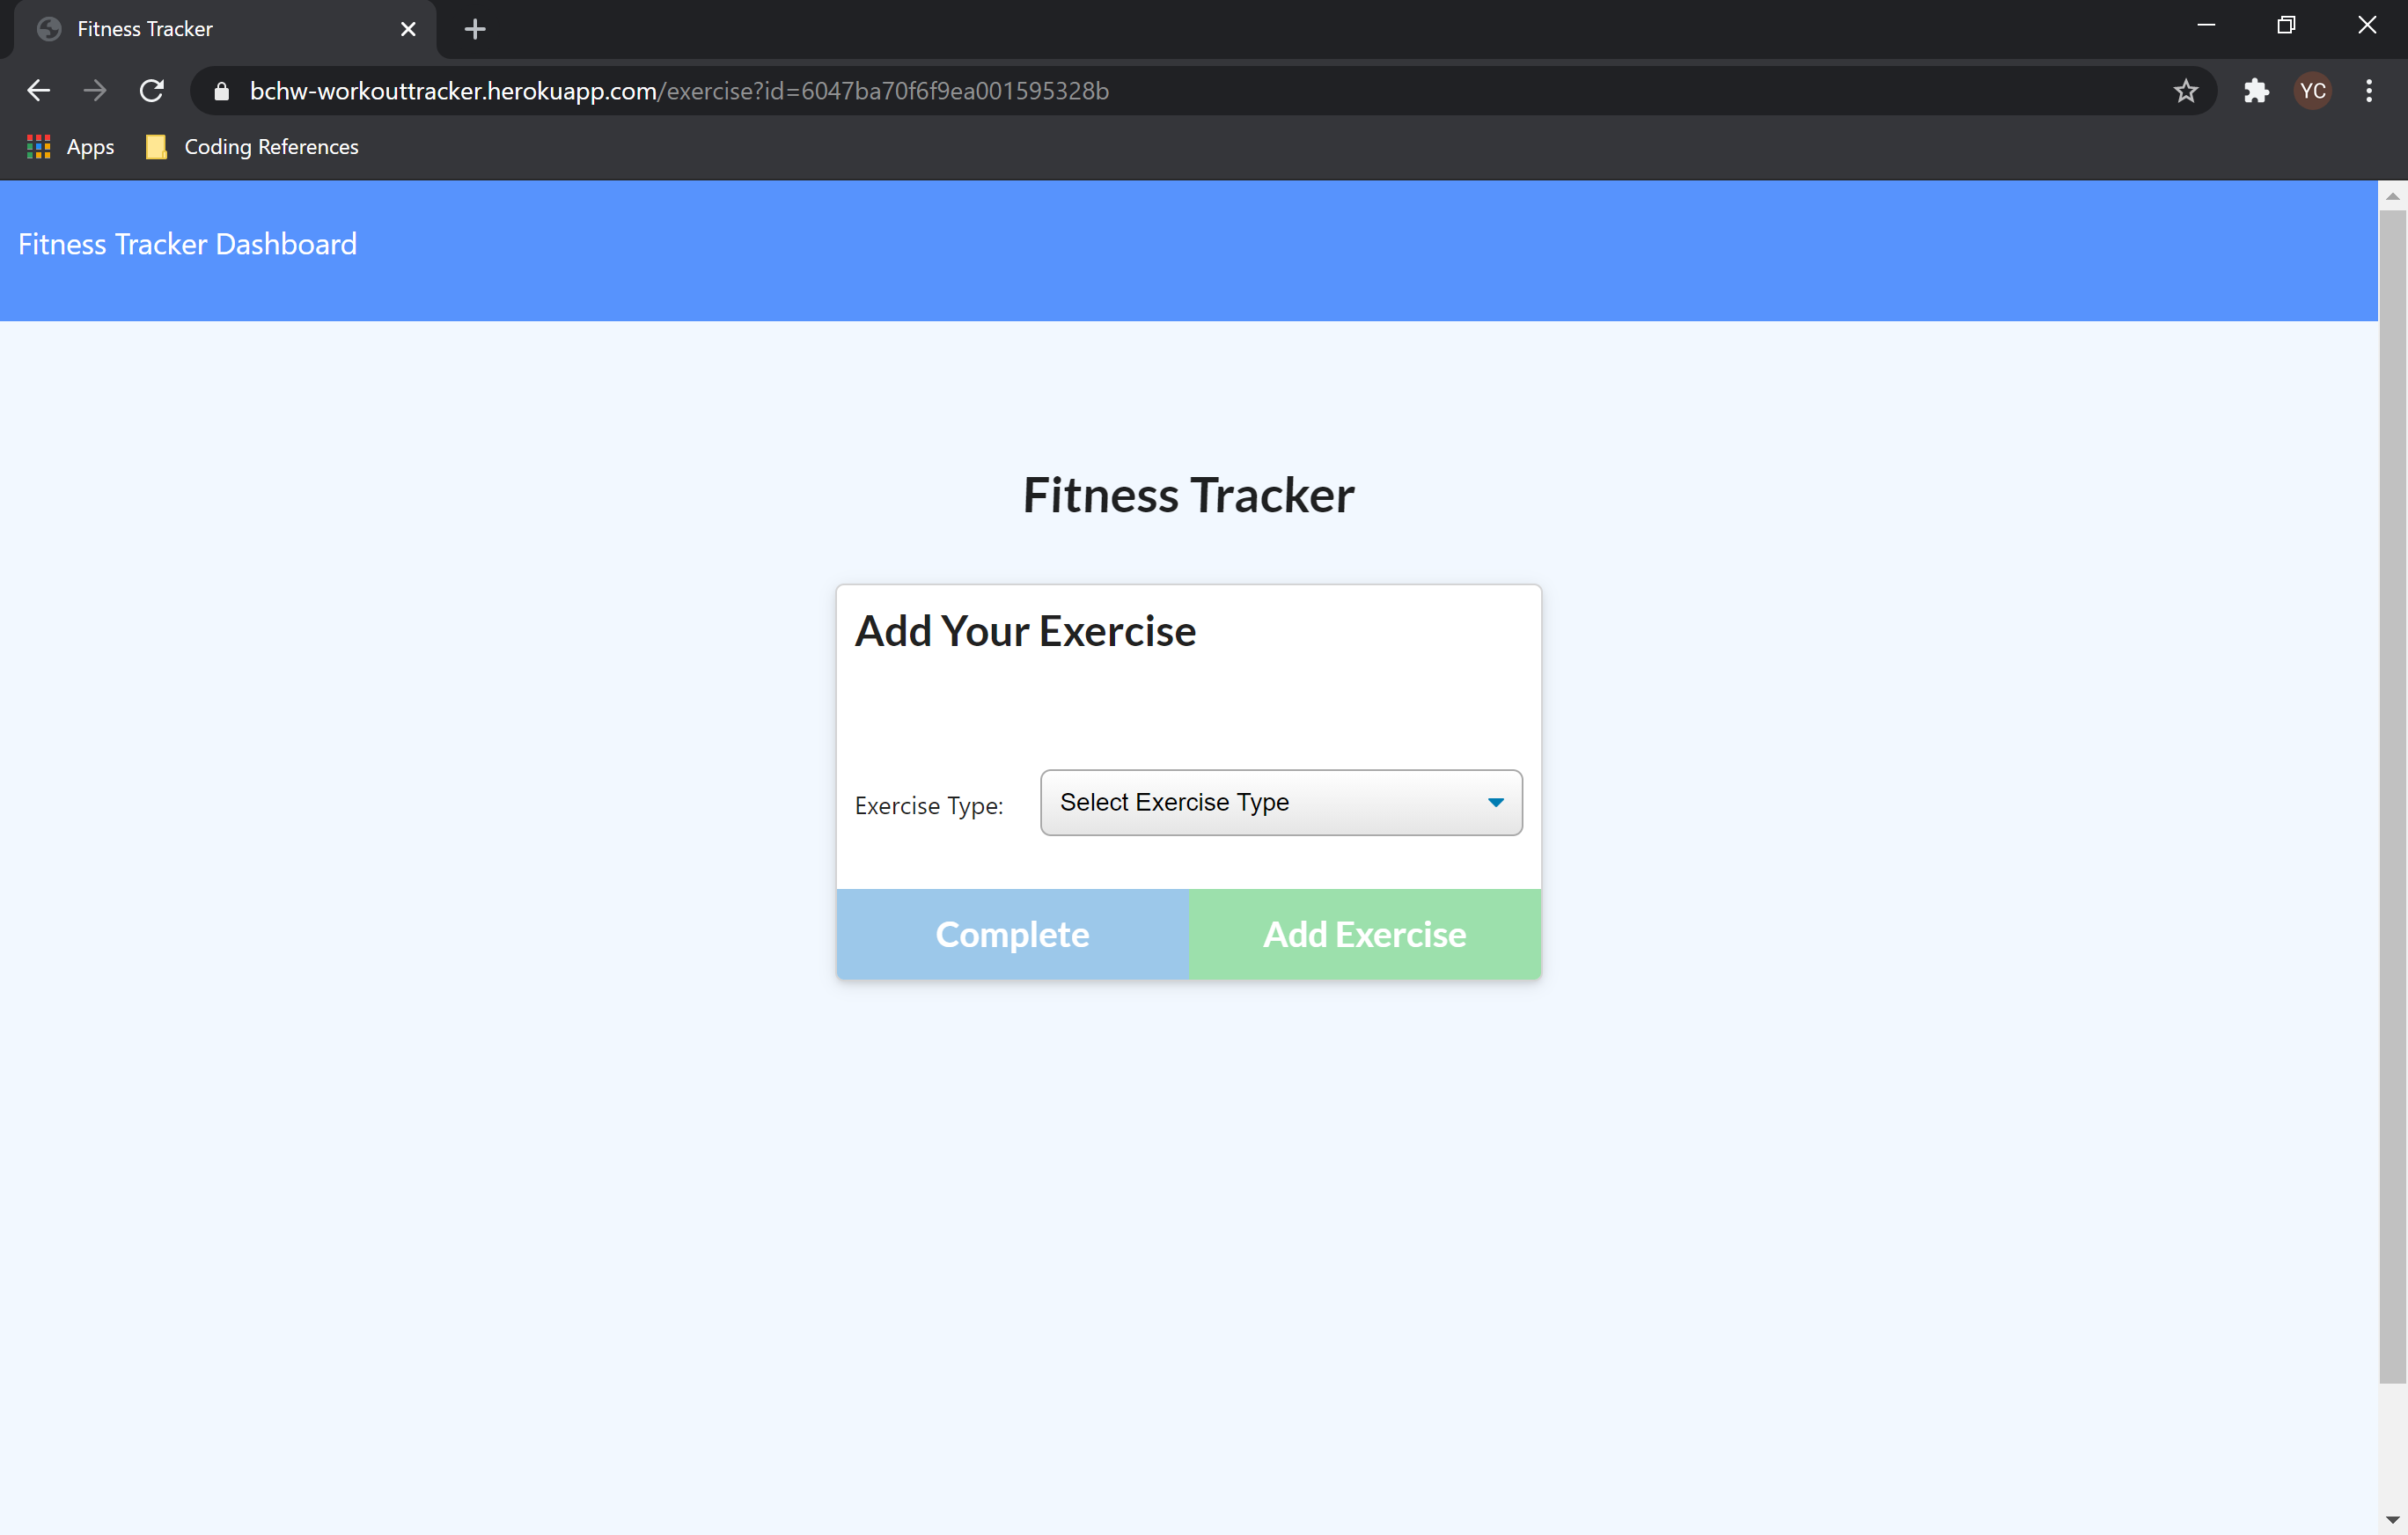 Fitness Tracker
bchw-workouttracker.herokuapp.com/exercise?id=6047ba70f6f9ea001595328b
YC
Apps
Coding References
Fitness Tracker Dashboard
Fitness Tracker
Add Your Exercise
Exercise Type:
Select Exercise Type
Complete
Add Exercise